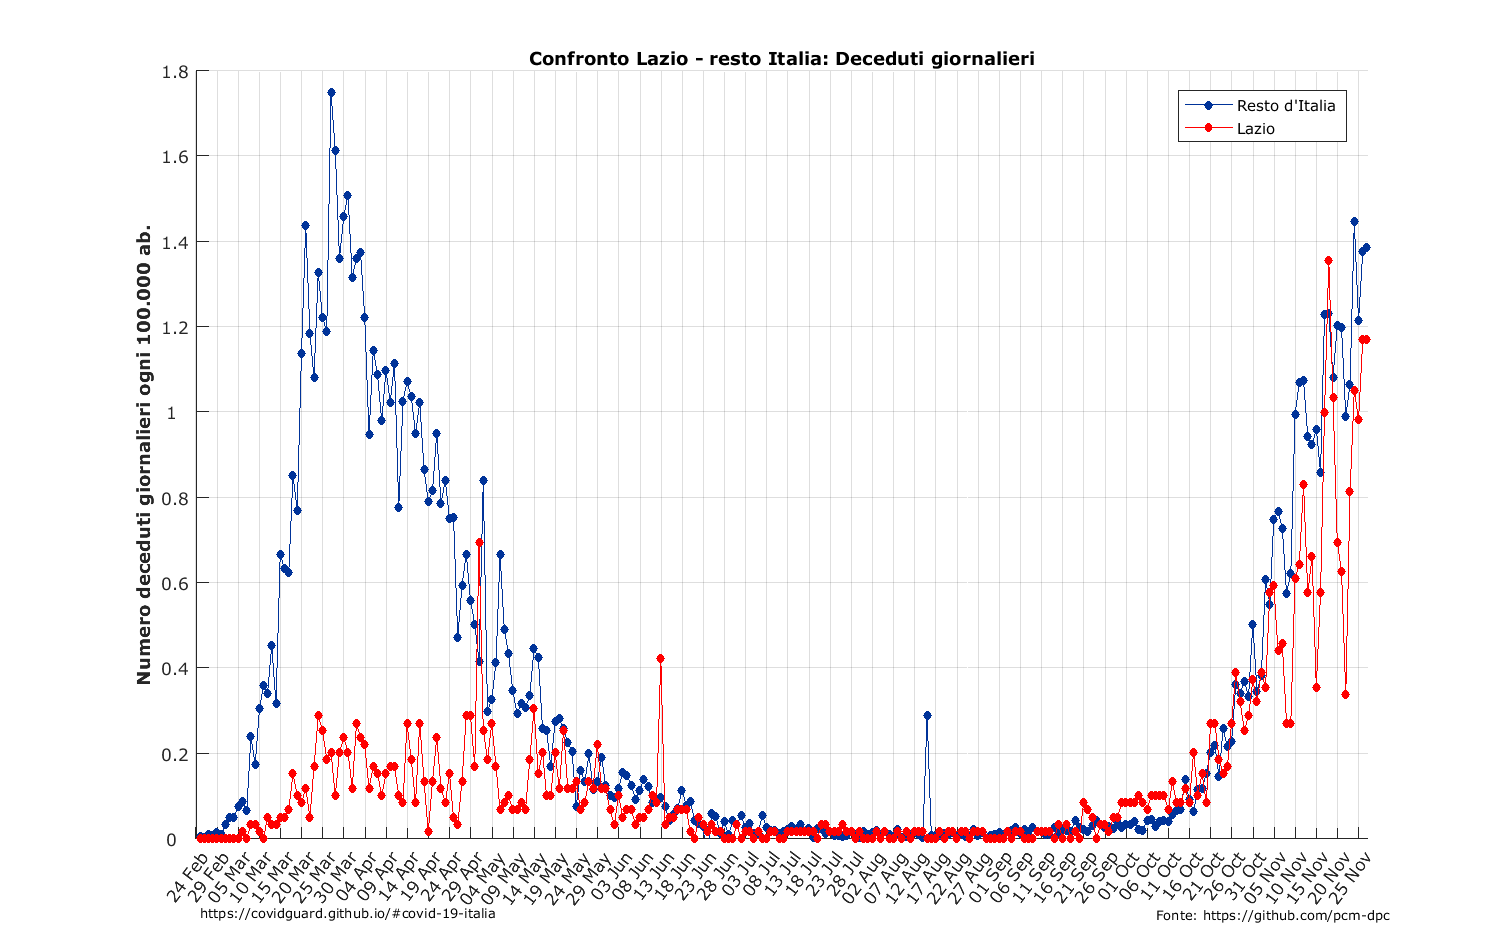 Confronto Lazio - resto Italia: Deceduti giornalieri
Numero deceduti giornalieri ogni 100.000 ab.
1.8
1.6
1.4
1.2
1
0.8
0.6
0.4
0.2
0
Resto d'Italia
Lazio
24 Feb
29 Feb
05 Mar
10 Mar
15 Mar
20 Mar
25 Mar
30 Mar
04 Apr
09 Apr
14 Apr
19 Apr
24 Apr
29 Apr
04 May
09 May
14 May
19 May
24 May
29 May
03 Jun
08 Jun
13 Jun
18 Jun
23 Jun
28 Jun
03 Jul
08 Jul
13 Jul
18 Jul
23 Jul
28 Jul
02 Aug
07 Aug
12 Aug
17 Aug
22 Aug
27 Aug
01 Sep
06 Sep
11 Sep
16 Sep
21 Sep
26 Sep
01 Oct
06 Oct
11 Oct
16 Oct
21 Oct
26 Oct
31 Oct
05 Nov
10 Nov
15 Nov
20 Nov
25 Nov
https://covidguard.github.io/#covid-19-italia
Fonte: https://github.com/pcm-dpc